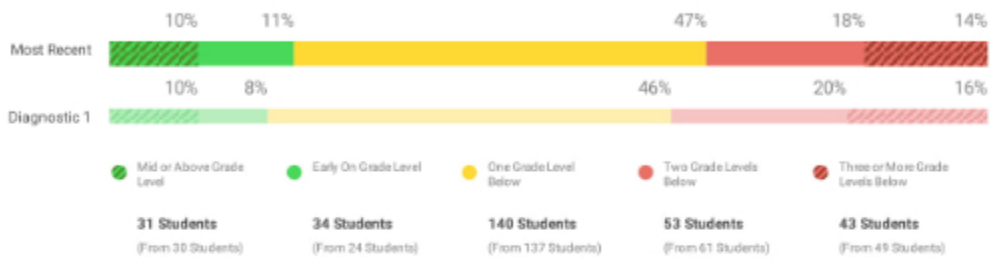 10% 11% 47% 18% 14%
Most Recent
10% 8% 46% 20% 16%
Diagnostic 1
Mid or Above Grade Level
Early On Grade Level
One Grade Level Below
Two Grade Levels Below
Three or More Grade Levels Below
31 Students
34 Students
140 Students
53 Students
43 Students
(From 30 Students)
(From 24 Students)
(From 137 Students)
(From 61 Students)
(From 49 Students)